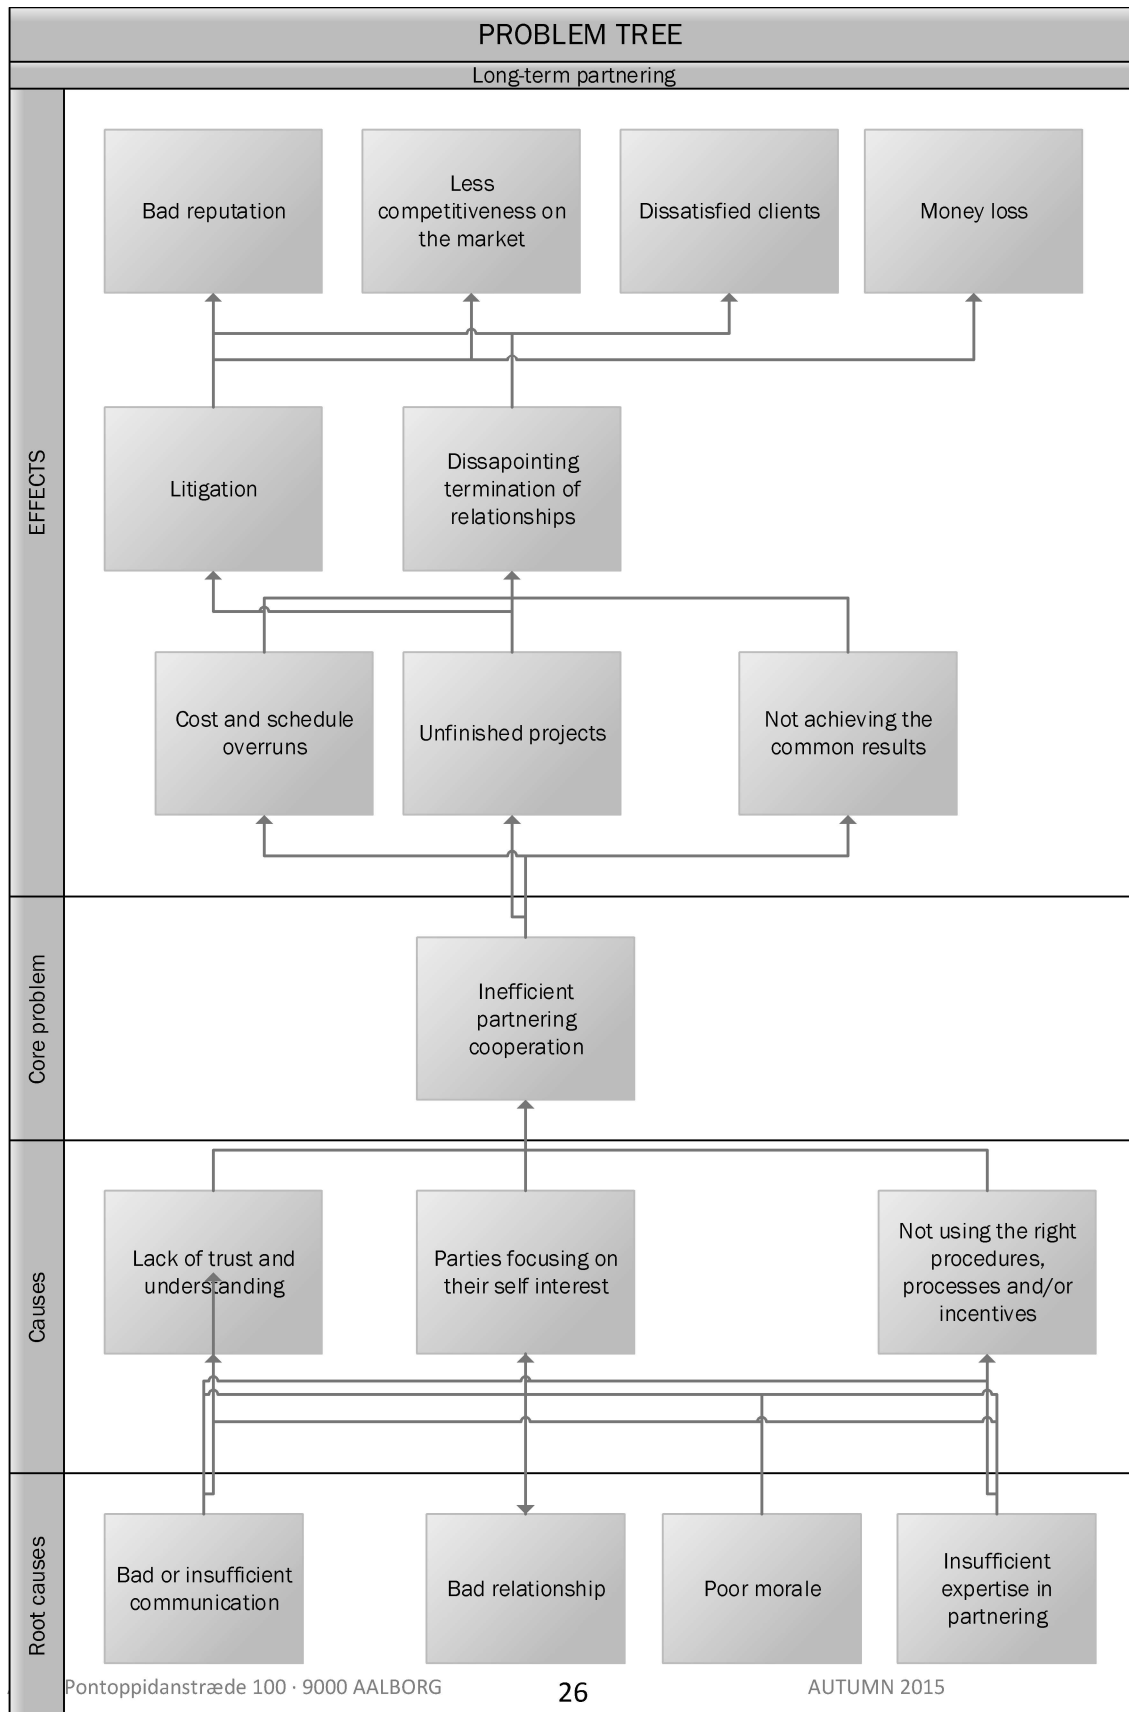 PROBLEM TREE
Long-term partnering
EFFECTS
Bad reputation
Less
competitiveness on
the market
Dissatisfied clients
Money loss
Litigation
Dissapointing
termination of
relationships
Cost and schedule
overruns
Unfinished projects
Not achieving the
common results
Core problem
Inefficient
partnering
cooperation
Causes
Lack of trust and
understanding
Parties focusing on
their self interest
Not using the right
procedures,
processes and/or
incentives
Root causes
Bad or insufficient
communication
Bad relationship
Poor morale
Insufficient
expertise in
partnering
Pontoppidanstræde 100 · 9000 AALBORG
26
AUTUMN 2015